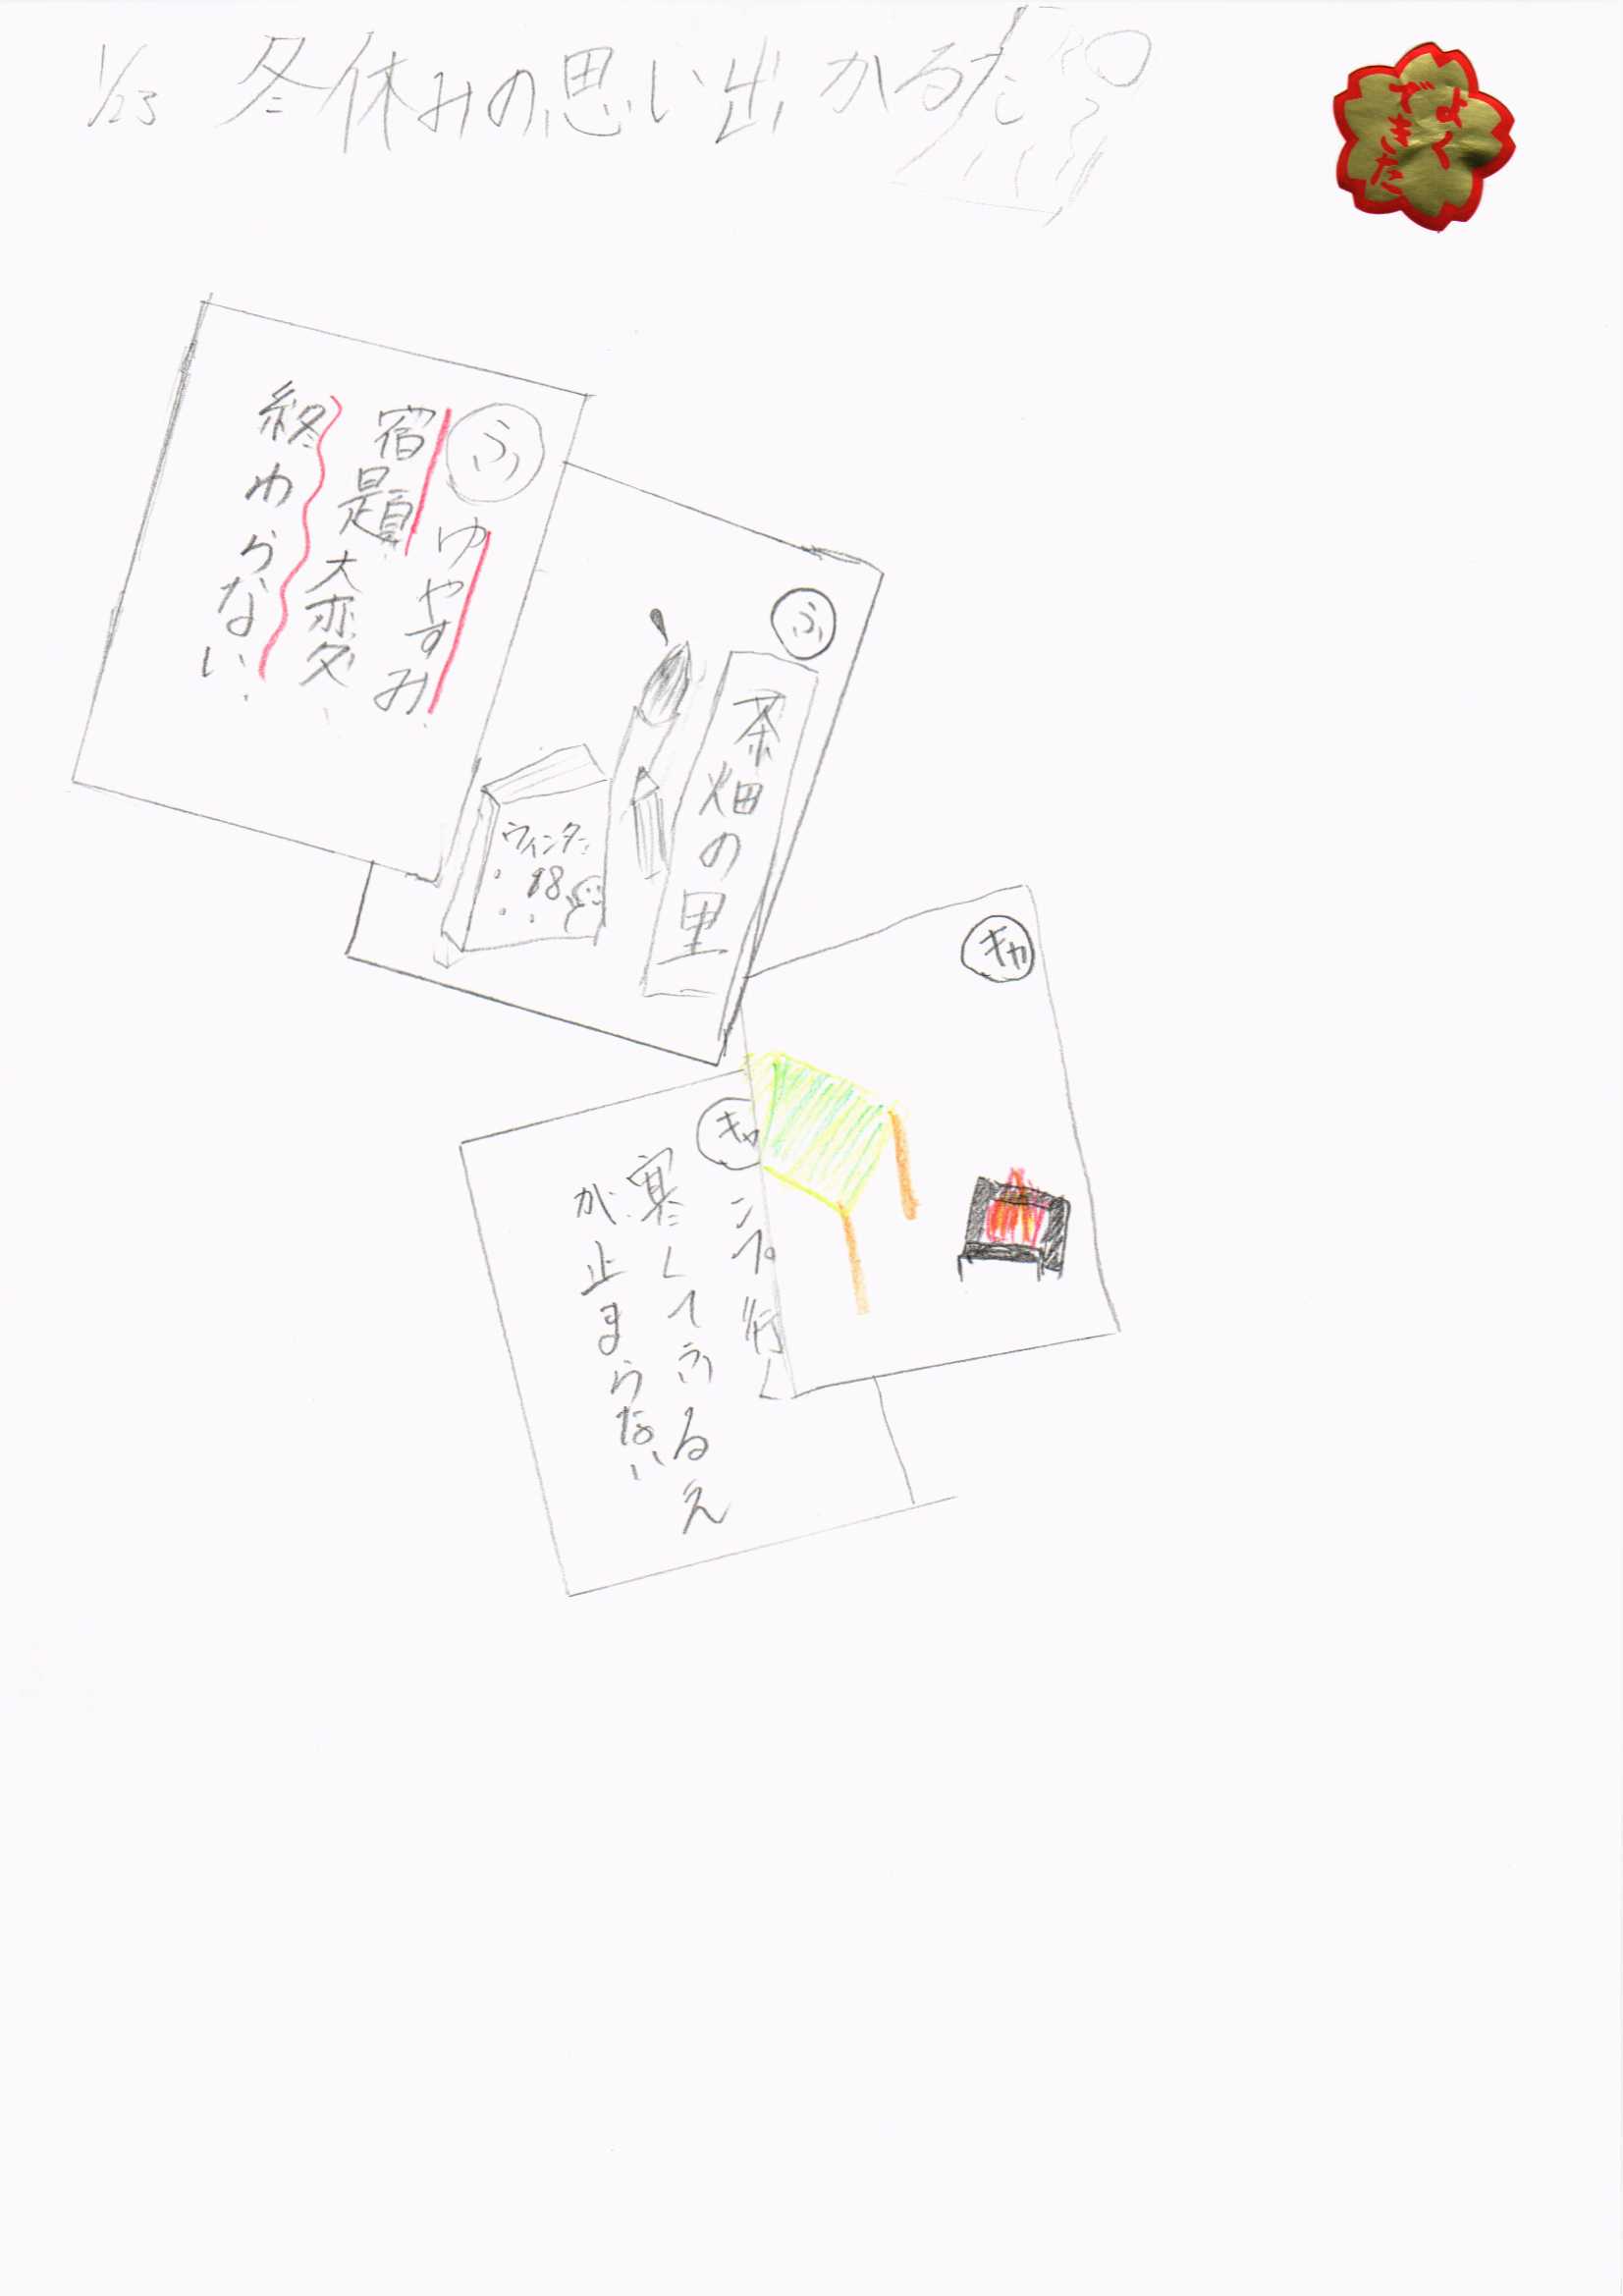 1/23 冬休みの思い出 かるた
よく
できた
ふ
ゆやすみ
宿題大変
終わらない
ふ
茶畑の里
ウィンター
18
キャ
キャ
ンプ行し
寒くてふるえ
が止まらない